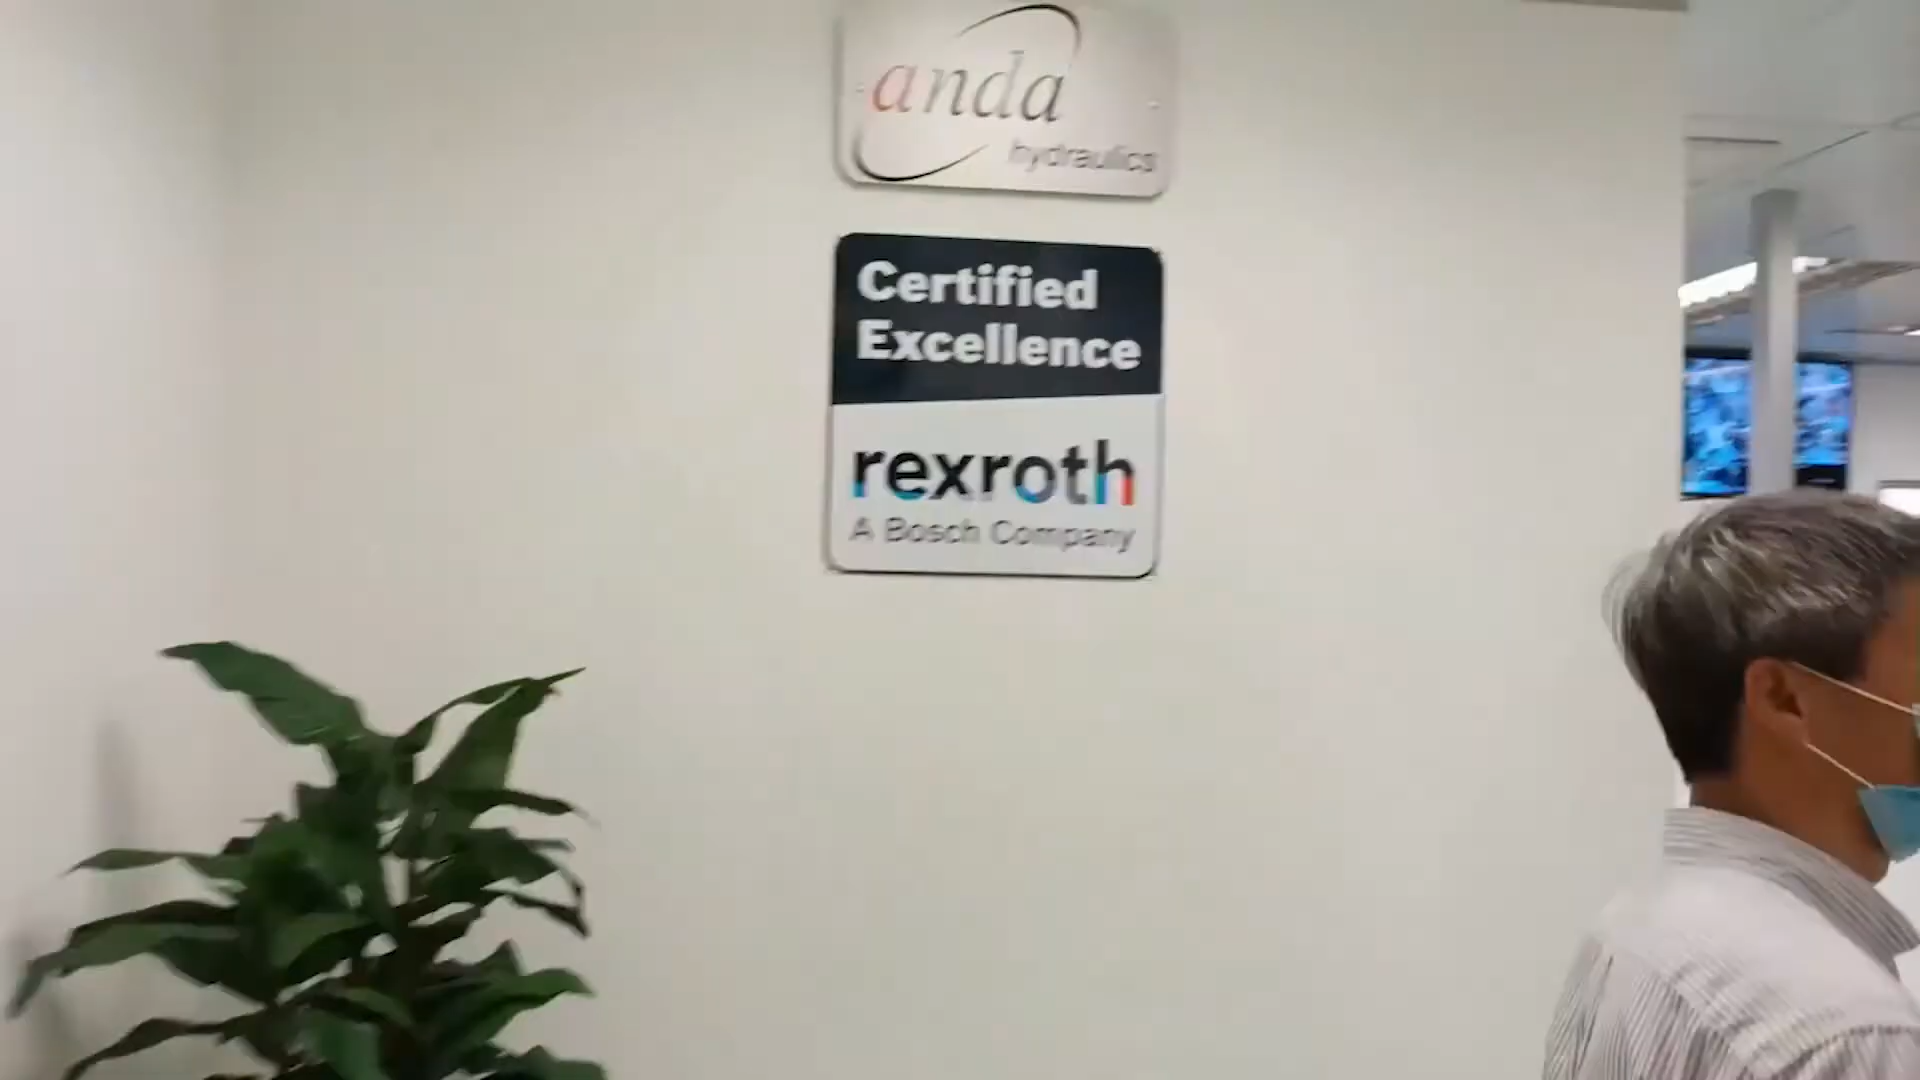 anda
hydraulics
Certified
Excellence
rexroth
A Bosch Company